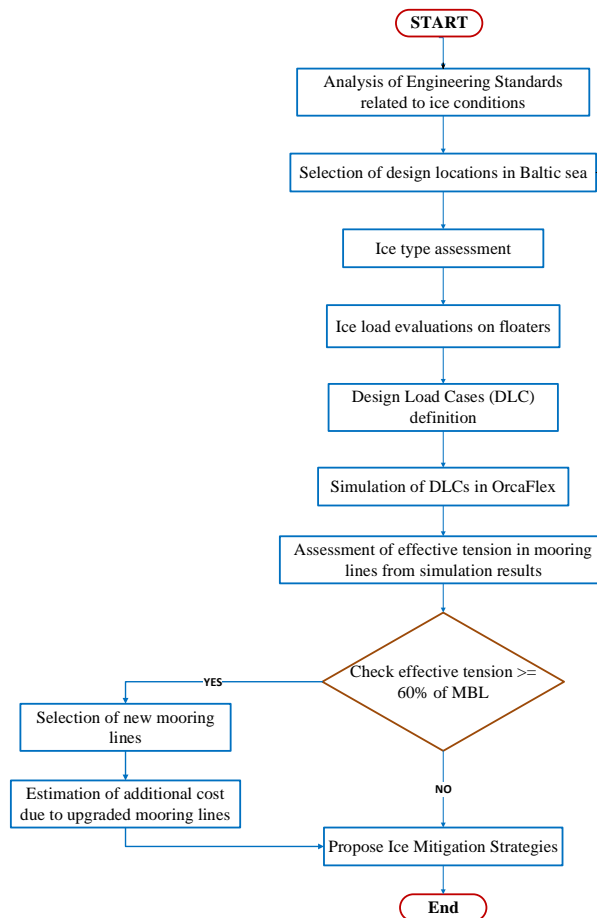 START
Analysis of Engineering Standards
related to ice conditions
Selection of design locations in Baltic sea
Ice type assessment
Ice load evaluations on floaters
Design Load Cases (DLC)
definition
Simulation of DLCs in OrcaFlex
Assessment of effective tension in mooring
lines from simulation results
Check effective tension >=
60% of MBL
YES
Selection of new mooring
lines
Estimation of additional cost
due to upgraded mooring lines
NO
Propose Ice Mitigation Strategies
End